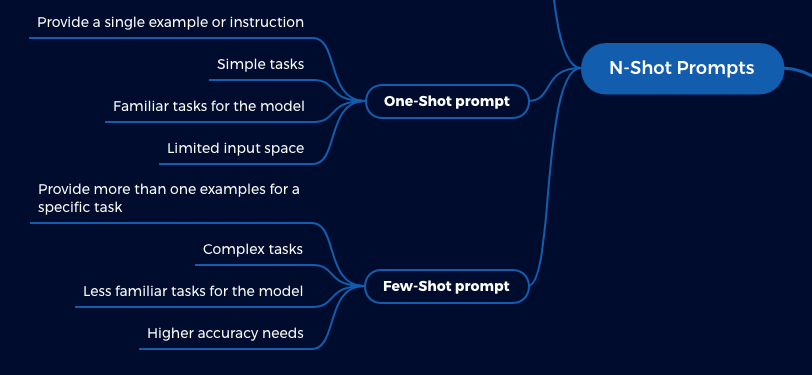 N-Shot Prompts
One-Shot prompt
Provide a single example or instruction
Simple tasks
Familiar tasks for the model
Limited input space
Few-Shot prompt
Provide more than one examples for a
specific task
Complex tasks
Less familiar tasks for the model
Higher accuracy needs